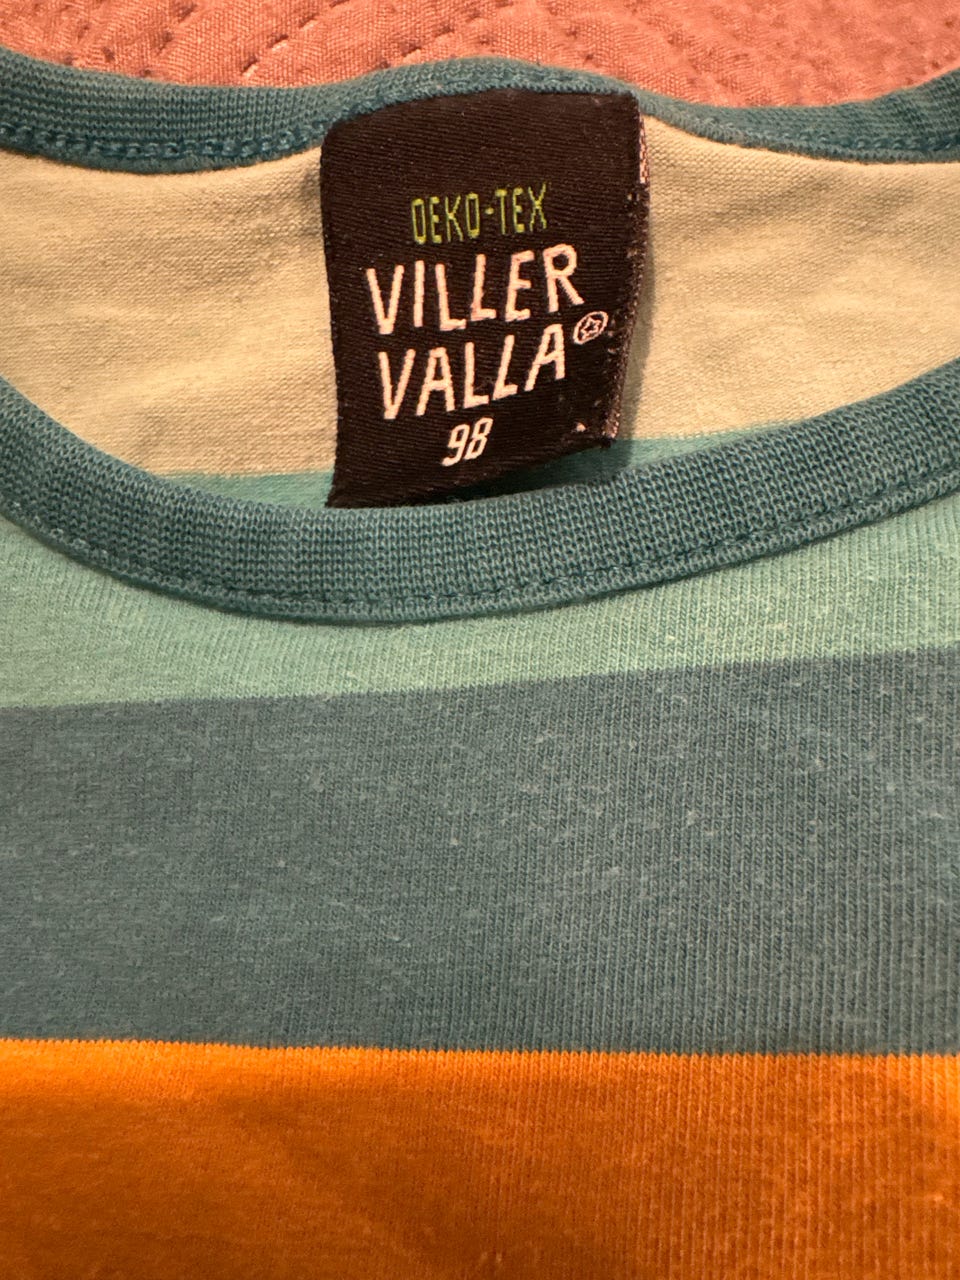 OEKO-TEX
VILLER
VALLA®
98